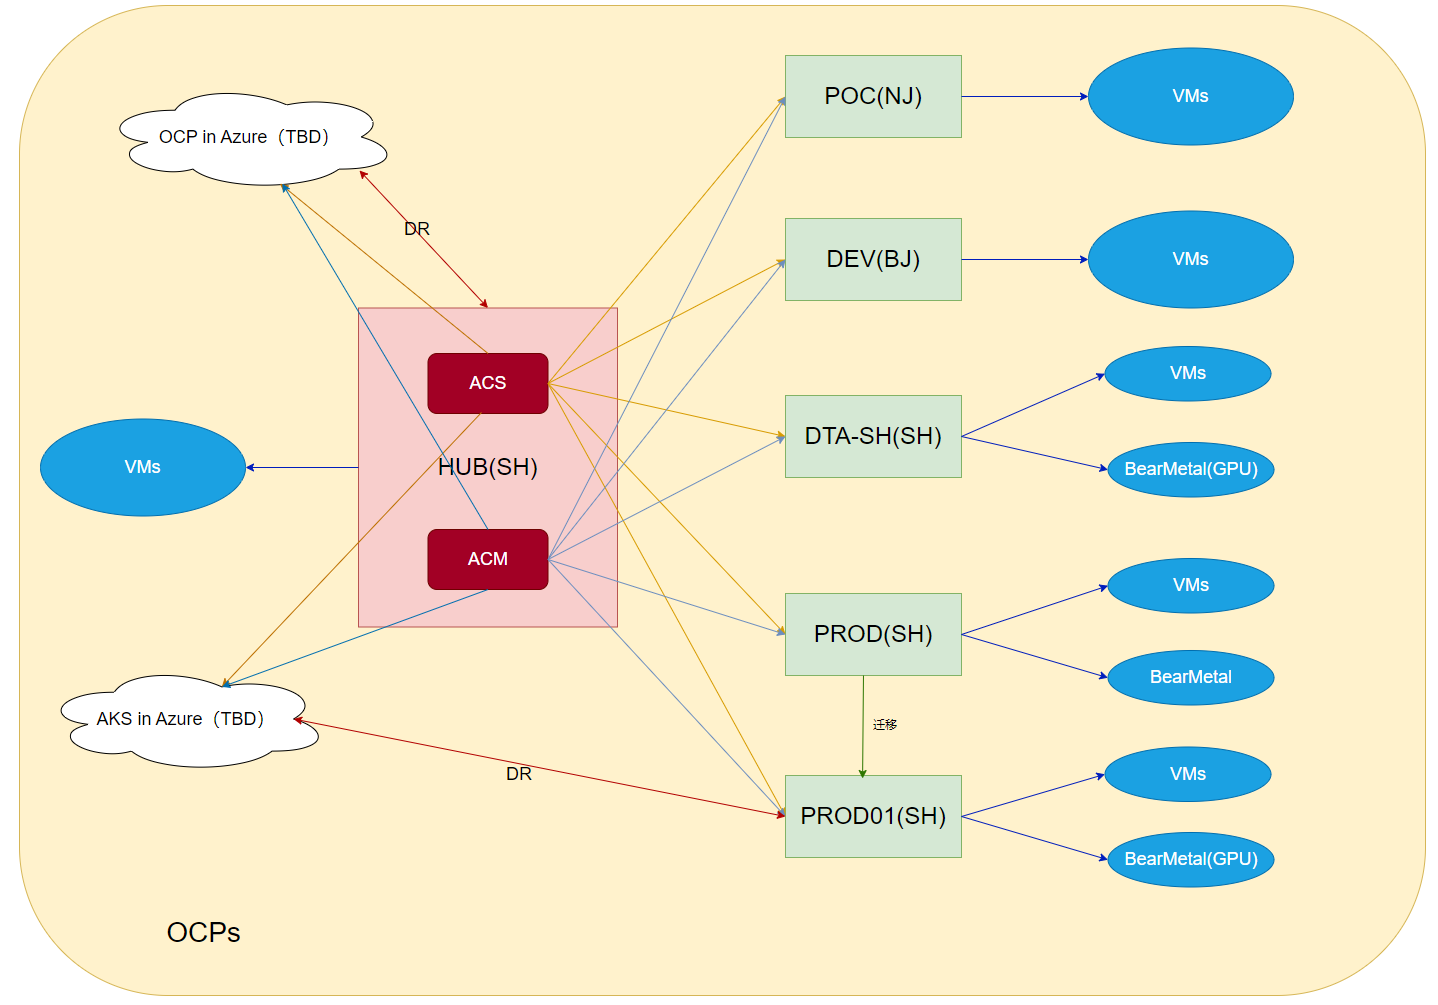 POC(NJ)
VMs
OCP in Azure（TBD）
DR
DEV(BJ)
VMs
ACS
VMs
DTA-SH(SH)
BearMetal(GPU)
HUB(SH)
VMs
ACM
VMs
PROD(SH)
BearMetal
AKS in Azure（TBD）
迁移
DR
VMs
PROD01(SH)
BearMetal(GPU)
OCPs